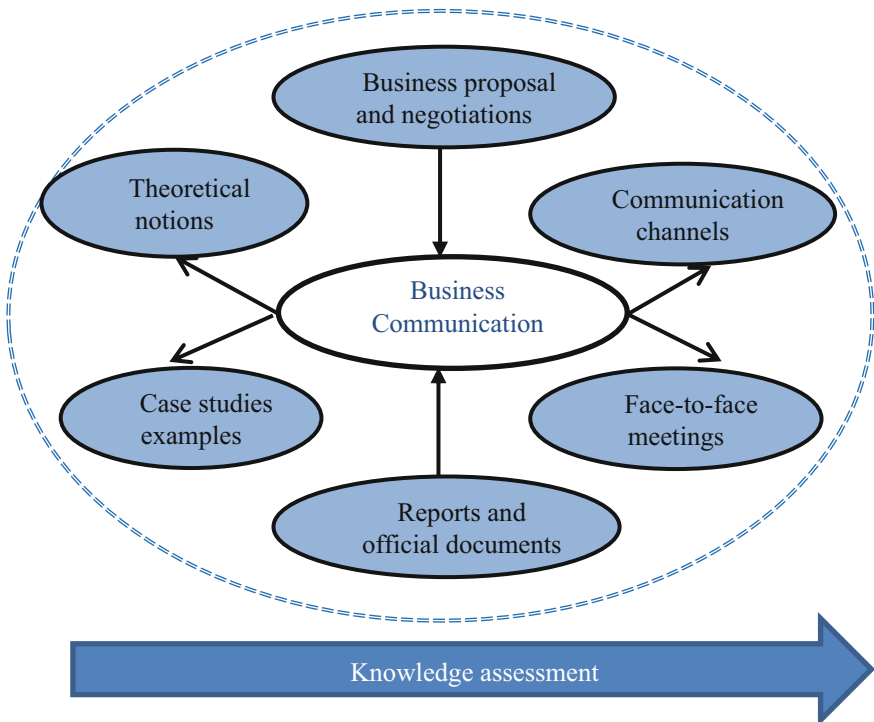 Business proposal
and negotiations
Theoretical
notions
Communication
channels
Business
Communication
Case studies
examples
Face-to-face
meetings
Reports and
official documents
Knowledge assessment